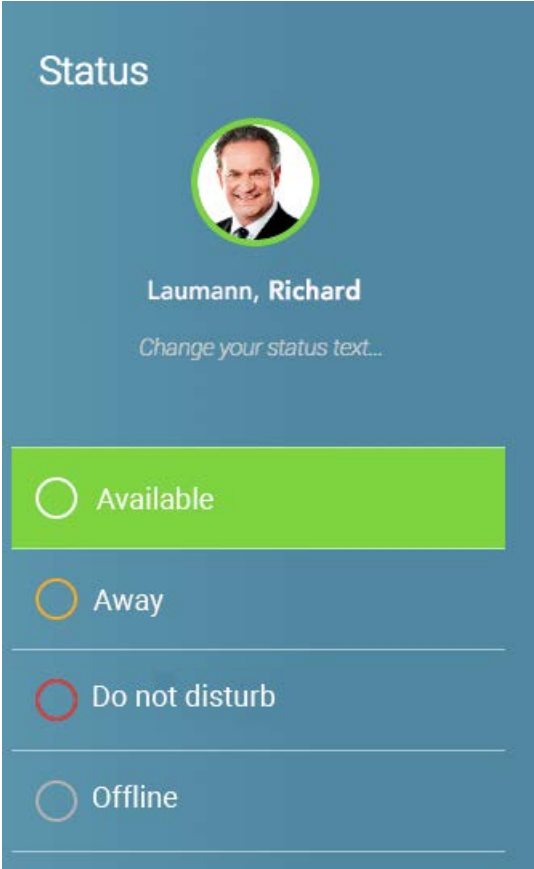 Status
Laumann, Richard
Change your status text...
Available
Away
Do not disturb
Offline